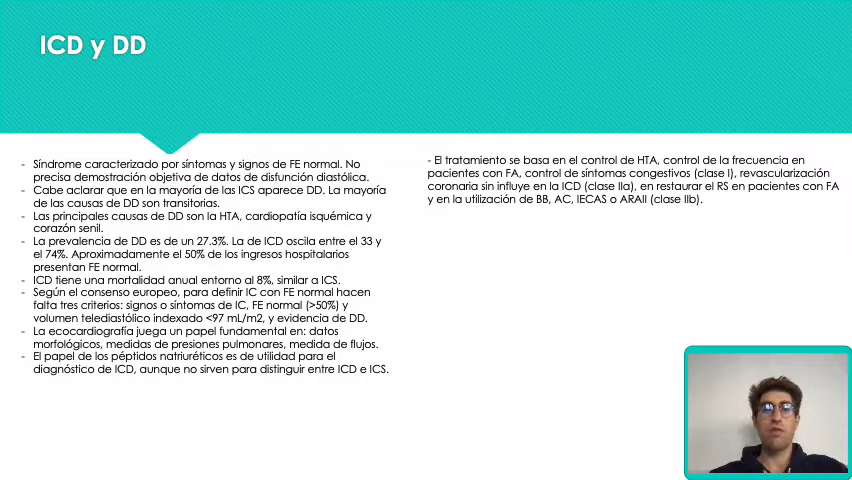 ICD y DD
- Síndrome caracterizado por síntomas y signos de FE normal. No
precisa demostración objetiva de datos de disfunción diastólica.
- Cabe aclarar que en la mayoría de las ICS aparece DD. La mayoría
de las causas de DD son transitorias.
- Las principales causas de DD son la HTA, cardiopatía isquémica y
corazón senil.
- La prevalencia de DD es de un 27.3%. La de ICD oscila entre el 33 y
el 74%. Aproximadamente el 50% de los ingresos hospitalarios
presentan FE normal.
- ICD tiene una mortalidad anual entorno al 8%, similar a ICS.
- Según el consenso europeo, para definir IC con FE normal hacen
falta tres criterios: signos o síntomas de IC, FE normal (>50%) y
volumen telediastólico indexado <97 mL/m2, y evidencia de DD.
- La ecocardiografía juega un papel fundamental en: datos
morfológicos, medidas de presiones pulmonares, medida de flujos.
- El papel de los péptidos natriuréticos es de utilidad para el
diagnóstico de ICD, aunque no sirven para distinguir entre ICD e ICS.
- El tratamiento se basa en el control de HTA, control de la frecuencia en
pacientes con FA, control de síntomas congestivos (clase I), revascularización
coronaria sin influye en la ICD (clase IIa), en restaurar el RS en pacientes con FA
y en la utilización de BB, AC, IECAS o ARAII (clase IIb).